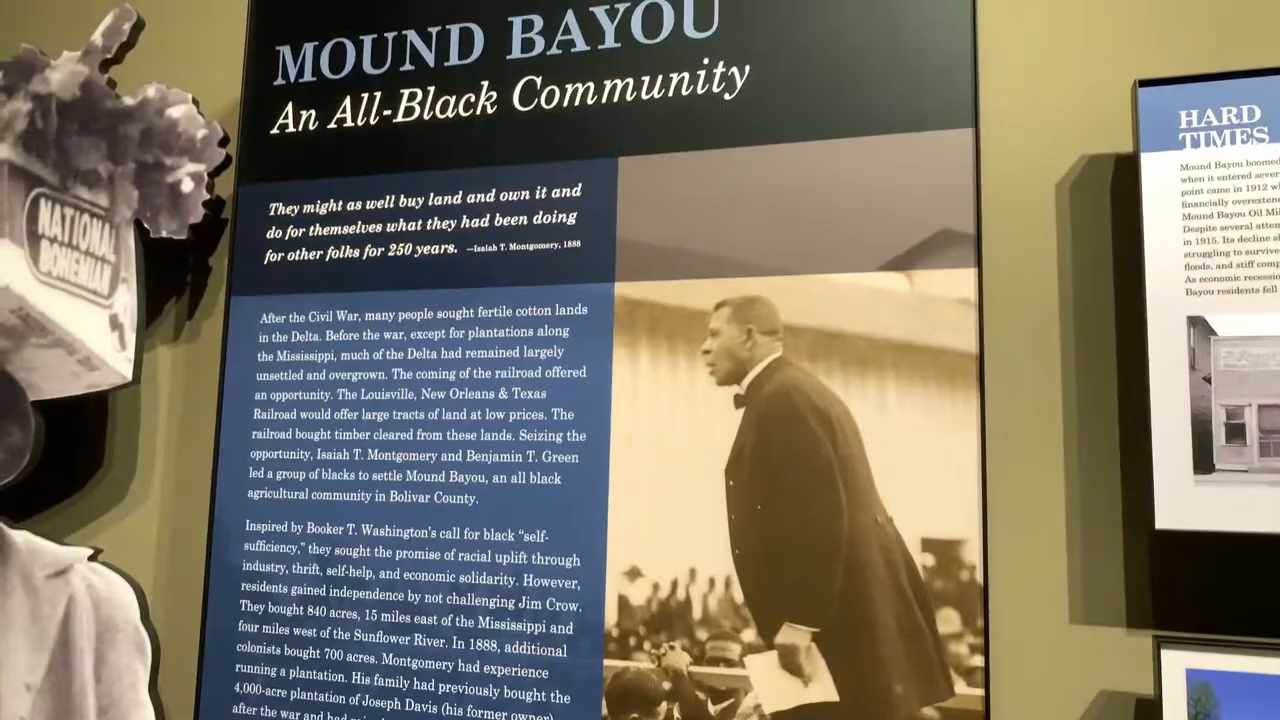 NATIONAL
BOHEMIAN
MOUND BAYOU
An All-Black Community
They might as well buy land and own it and
do for themselves what they had been doing
for other folks for 250 years. —Isaiah T. Montgomery, 1888
After the Civil War, many people sought fertile cotton lands
in the Delta. Before the war, except for plantations along
the Mississippi, much of the Delta had remained largely
unsettled and overgrown. The coming of the railroad offered
an opportunity. The Louisville, New Orleans & Texas
Railroad would offer large tracts of land at low prices. The
railroad bought timber cleared from these lands. Seizing the
opportunity, Isaiah T. Montgomery and Benjamin T. Green
led a group of blacks to settle Mound Bayou, an all black
agricultural community in Bolivar County.
Inspired by Booker T. Washington's call for black "self-
sufficiency," they sought the promise of racial uplift through
industry, thrift, self-help, and economic solidarity. However,
residents gained independence by not challenging Jim Crow.
They bought 840 acres, 15 miles east of the Mississippi and
four miles west of the Sunflower River. In 1888, additional
colonists bought 700 acres. Montgomery had experience
running a plantation. His family had previously bought the
4,000-acre plantation of Joseph Davis (his former owner)
after the war and had
HARD
TIMES
Mound Bayou boomed
when it entered sever
point came in 1912 w
financially overexten
Mound Bayou Oil Mi
Despite several attem
in 1915. Its decline s
struggling to survive
floods, and stiff comp
As economic recessi
Bayou residents fell